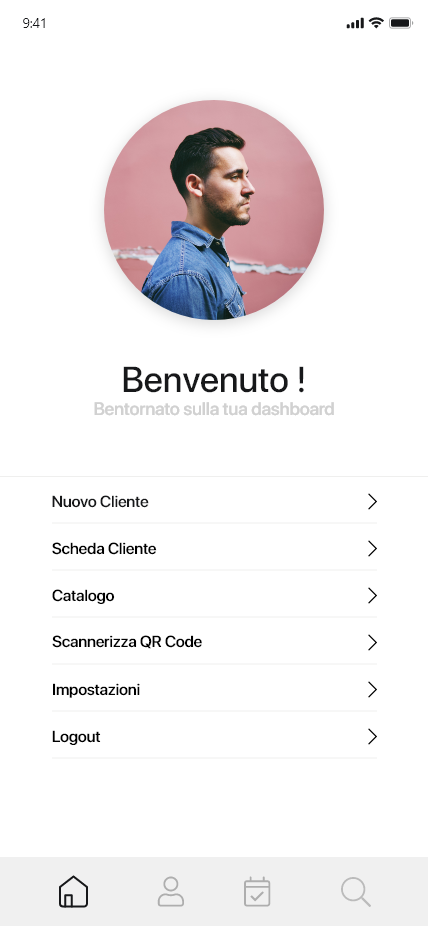 9:41
Benvenuto !
Bentornato sulla tua dashboard
Nuovo Cliente
Scheda Cliente
Catalogo
Scannerizza QR Code
Impostazioni
Logout